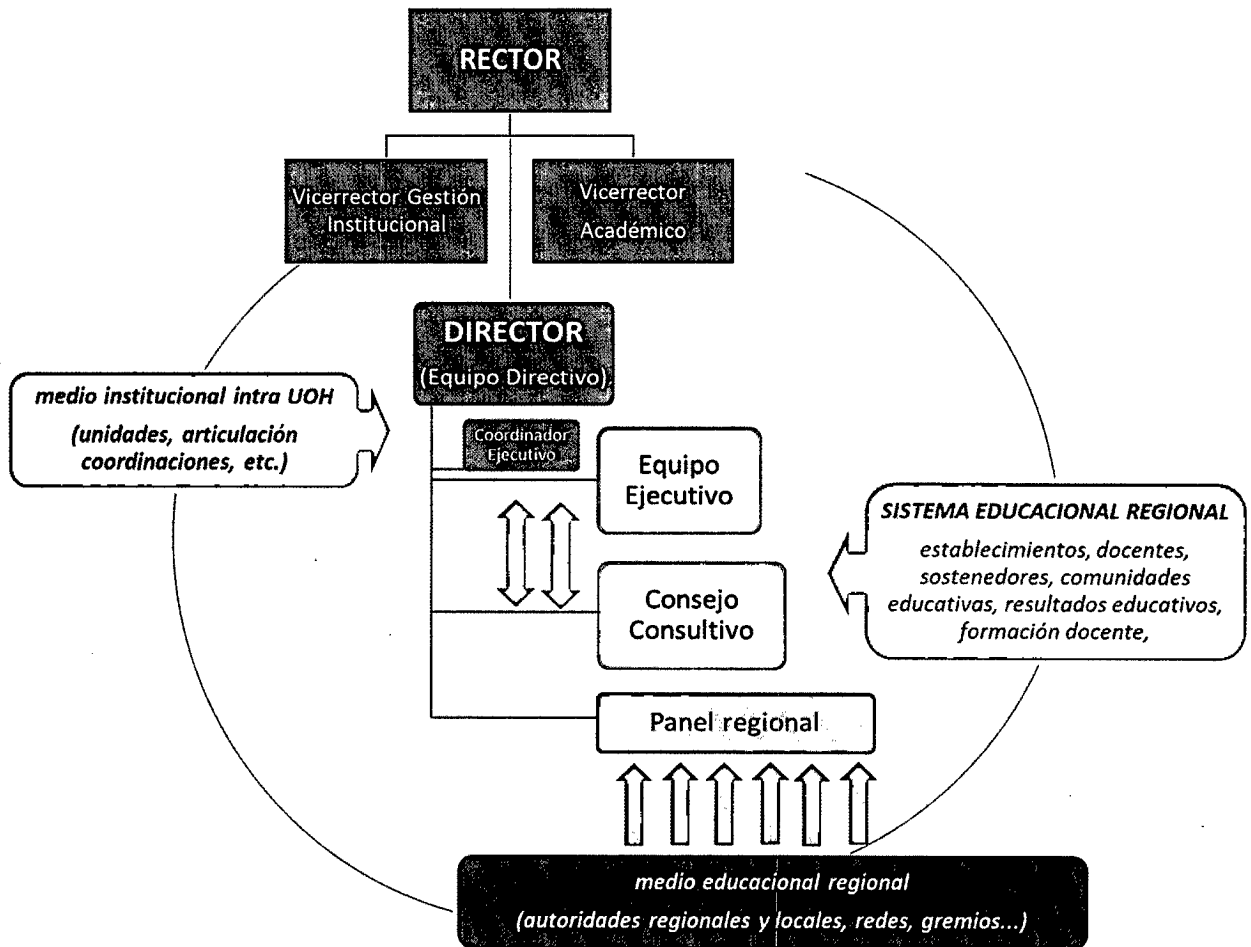 RECTOR
Vicerrector Gestión
Institucional
Vicerrector
Académico
DIRECTOR
(Equipo Directivo)
medio institucional intra UOH
(unidades, articulación
coordinaciones, etc.)
Coordinador
Ejecutivo
Equipo
Ejecutivo
SISTEMA EDUCACIONAL REGIONAL
establecimientos, docentes,
sostenedores, comunidades
educativas, resultados educativos,
formación docente,
Consejo
Consultivo
Panel regional
medio educacional regional
(autoridades regionales y locales, redes, gremios...)